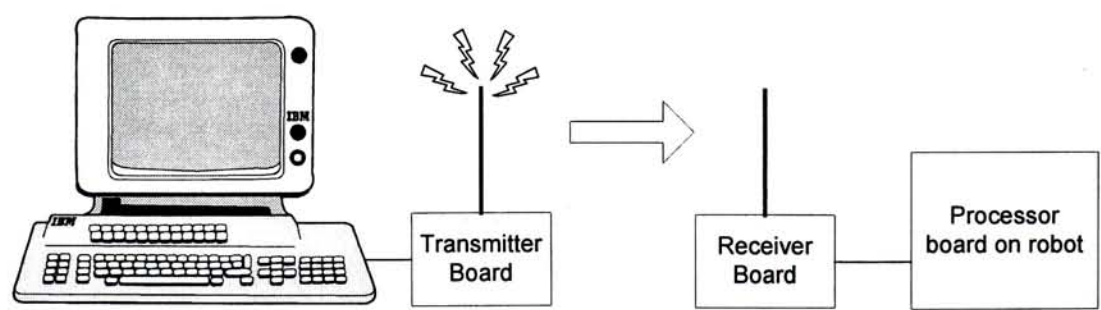 IBM
IBM
Transmitter
Board
Receiver
Board
Processor
board on robot